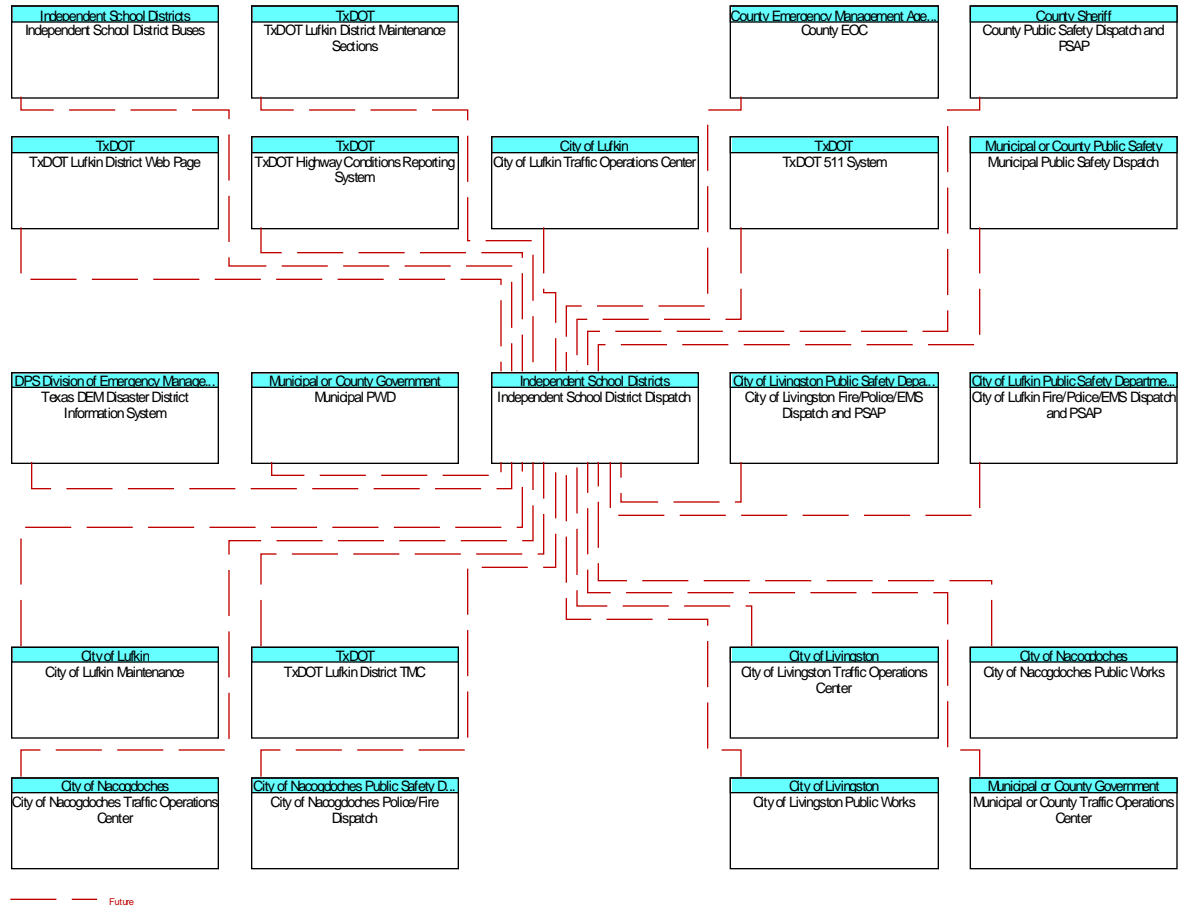 Independent School Districts
Independent School District Buses
TxDOT
TxDOT Lufkin District Maintenance
Sections
County Emergency Management Age...
County EOC
County Sheriff
County Public Safety Dispatch and
PSAP
TxDOT
TxDOT Lufkin District Web Page
TxDOT
TxDOT Highway Conditions Reporting
System
City of Lufkin
City of Lufkin Traffic Operations Center
TxDOT
TxDOT 511 System
Municipal or County Public Safety
Municipal Public Safety Dispatch
DPS Division of Emergency Manage...
Texas DEM Disaster District
Information System
Municipal or County Government
Municipal PWD
Independent School Districts
Independent School District Dispatch
City of Livingston Public Safety Depa...
City of Livingston Fire/Police/EMS
Dispatch and PSAP
City of Lufkin Public Safety Departme...
City of Lufkin Fire/Police/EMS Dispatch
and PSAP
City of Lufkin
City of Lufkin Maintenance
TxDOT
TxDOT Lufkin District TMC
City of Livingston
City of Livingston Traffic Operations
Center
City of Nacogdoches
City of Nacogdoches Public Works
City of Nacogdoches
City of Nacogdoches Traffic Operations
Center
City of Nacogdoches Public Safety D...
City of Nacogdoches Police/Fire
Dispatch
City of Livingston
City of Livingston Public Works
Municipal or County Government
Municipal or County Traffic Operations
Center
Future